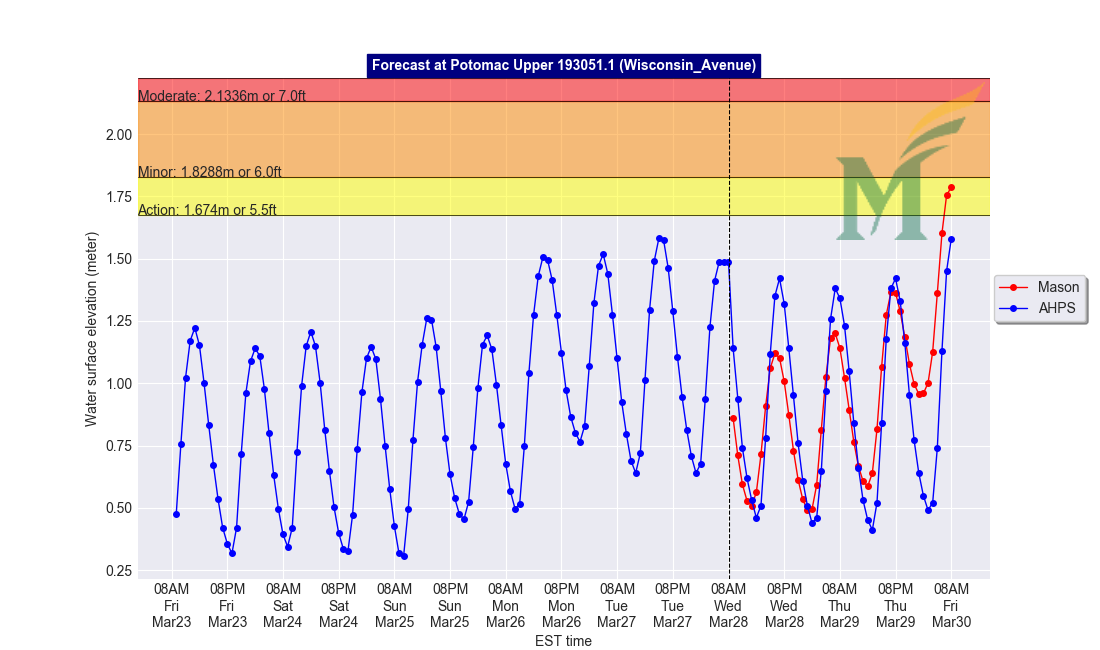 Forecast at Potomac Upper 193051.1 (Wisconsin_Avenue)
Moderate: 2.1336m or 7.0ft
2.00
Minor: 1.8288m or 6.0ft
1.75
Action: 1.674m or 5.5ft
1.50
1.25
1.00
0.75
0.50
0.25
Water surface elevation (meter)
M
Mason
AHPS
08AM 08PM 08AM 08PM 08AM 08PM 08AM 08PM 08AM 08PM 08AM 08PM 08AM 08PM 08AM
Fri Fri Sat Sat Sun Sun Mon Mon Tue Tue Wed Wed Thu Thu Fri
Mar23 Mar23 Mar24 Mar24 Mar25 Mar25 Mar26 Mar26 Mar27 Mar27 Mar28 Mar28 Mar29 Mar29 Mar30
EST time